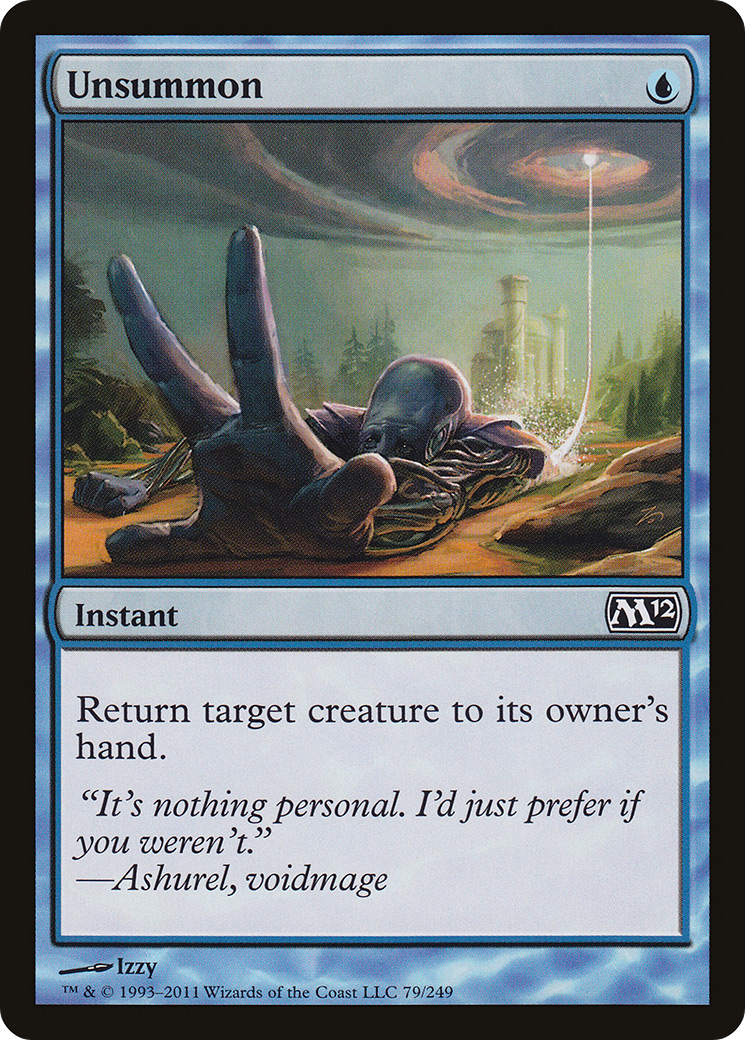 Unsummon
Instant
M12
Return target creature to its owner's
hand.
“It's nothing personal. I'd just prefer if
you weren't.”
—Ashurel, voidmage
Izzy
™ & © 1993–2011 Wizards of the Coast LLC 79/249